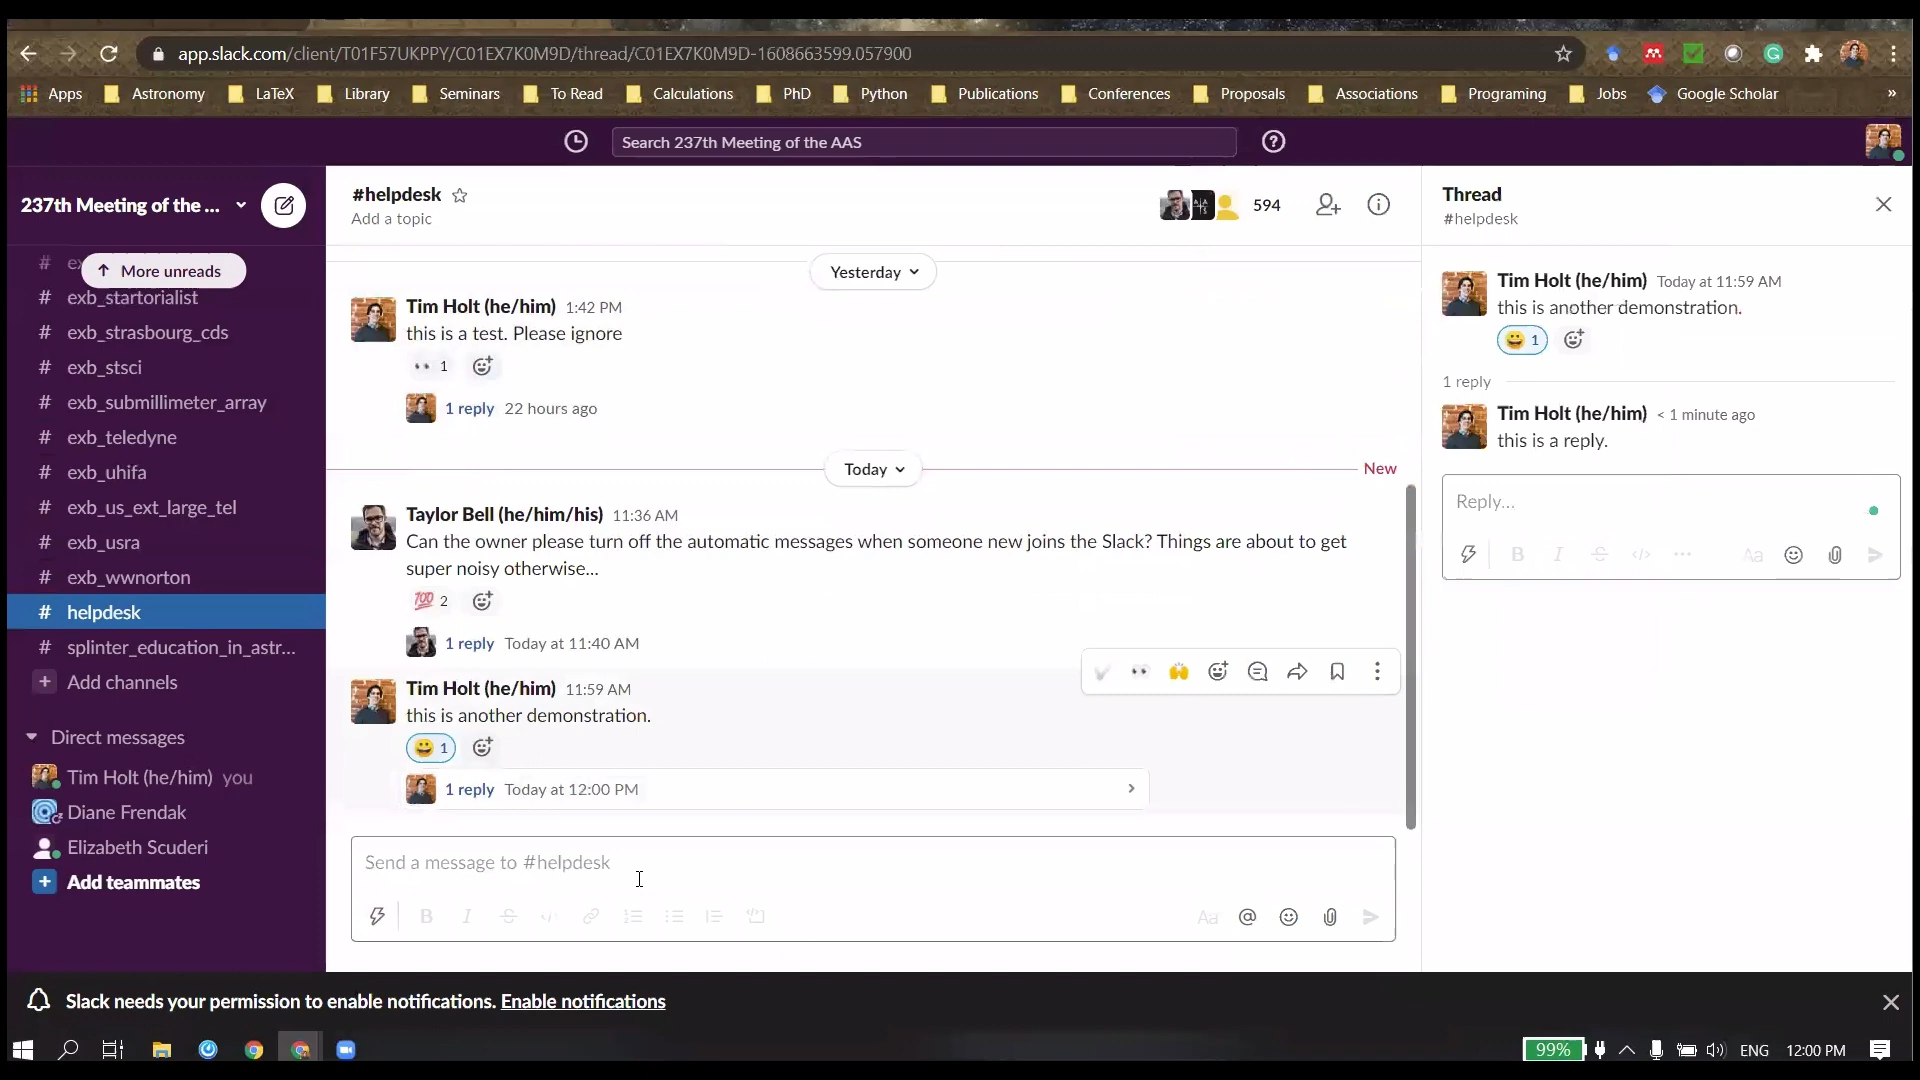 app.slack.com/client/T01F57UKPPY/C01EX7K0M9D/thread/C01EX7K0M9D-1608663599.057900
Apps Astronomy LaTeX Library Seminars To Read Calculations PhD Python Publications Conferences Proposals Associations Programing Jobs Google Scholar »
Search 237th Meeting of the AAS
237th Meeting of the ...
More unreads
# exb_startorialist
# exb_strasbourg_cds
# exb_stsci
# exb_submillimeter_array
# exb_teledyne
# exb_uhifa
# exb_us_ext_large_tel
# exb_usra
# exb_wwnorton
# helpdesk
# splinter_education_in_astr...
+ Add channels
Direct messages
Tim Holt (he/him) you
Diane Frendak
Elizabeth Scuderi
+ Add teammates
#helpdesk
Add a topic
594
Yesterday
Tim Holt (he/him) 1:42 PM
this is a test. Please ignore
1
1 reply 22 hours ago
Today
New
Taylor Bell (he/him/his) 11:36 AM
Can the owner please turn off the automatic messages when someone new joins the Slack? Things are about to get
super noisy otherwise...
💯 2
1 reply Today at 11:40 AM
Tim Holt (he/him) 11:59 AM
this is another demonstration.
1
1 reply Today at 12:00 PM
Send a message to #helpdesk
B I S Aa @
Thread
#helpdesk
Tim Holt (he/him) Today at 11:59 AM
this is another demonstration.
1
1 reply
Tim Holt (he/him) < 1 minute ago
this is a reply.
Reply...
B I S </> Aa
Slack needs your permission to enable notifications. Enable notifications
99% ENG 12:00 PM